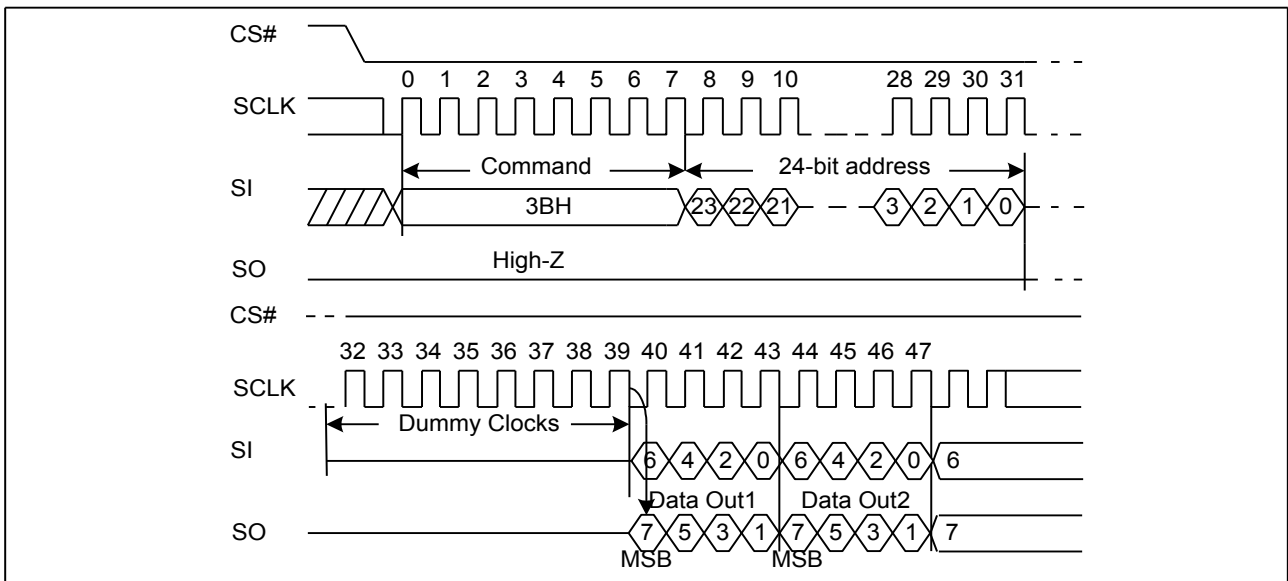 CS#
0 1 2 3 4 5 6 7 8 9 10 28 29 30 31
SCLK
Command 24-bit address
SI
3BH 23 22 21 3 2 1 0
High-Z
SO
CS#
32 33 34 35 36 37 38 39 40 41 42 43 44 45 46 47
SCLK
Dummy Clocks
SI
6 4 2 0 6 4 2 0 6
Data Out1 Data Out2
SO
7 5 3 1 7 5 3 1 7
MSB MSB